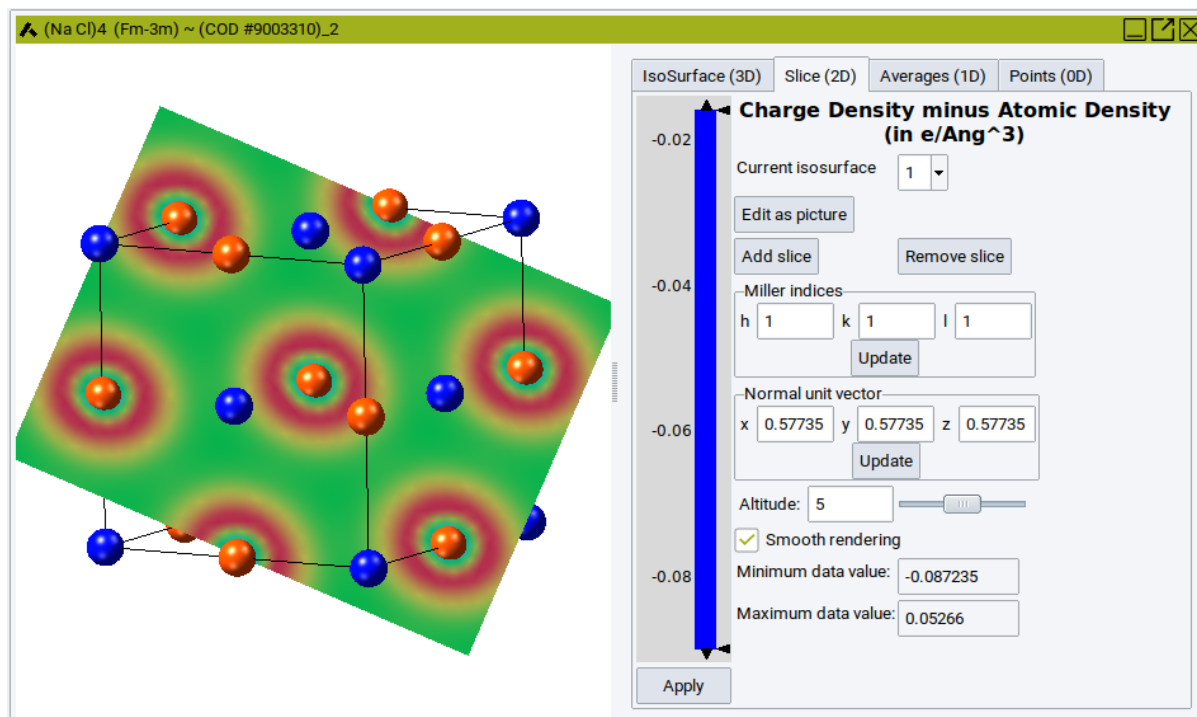 (Na Cl)4 (Fm-3m) ~ (COD #9003310)_2
IsoSurface (3D) Slice (2D) Averages (1D) Points (0D)
Charge Density minus Atomic Density
(in e/Ang^3)
-0.02
Current isosurface 1
Edit as picture
Add slice Remove slice
-0.04
Miller indices
h 1 k 1 l 1
Update
Normal unit vector
-0.06
x 0.57735 y 0.57735 z 0.57735
Update
Altitude: 5
Smooth rendering
-0.08
Minimum data value: -0.087235
Maximum data value: 0.05266
Apply